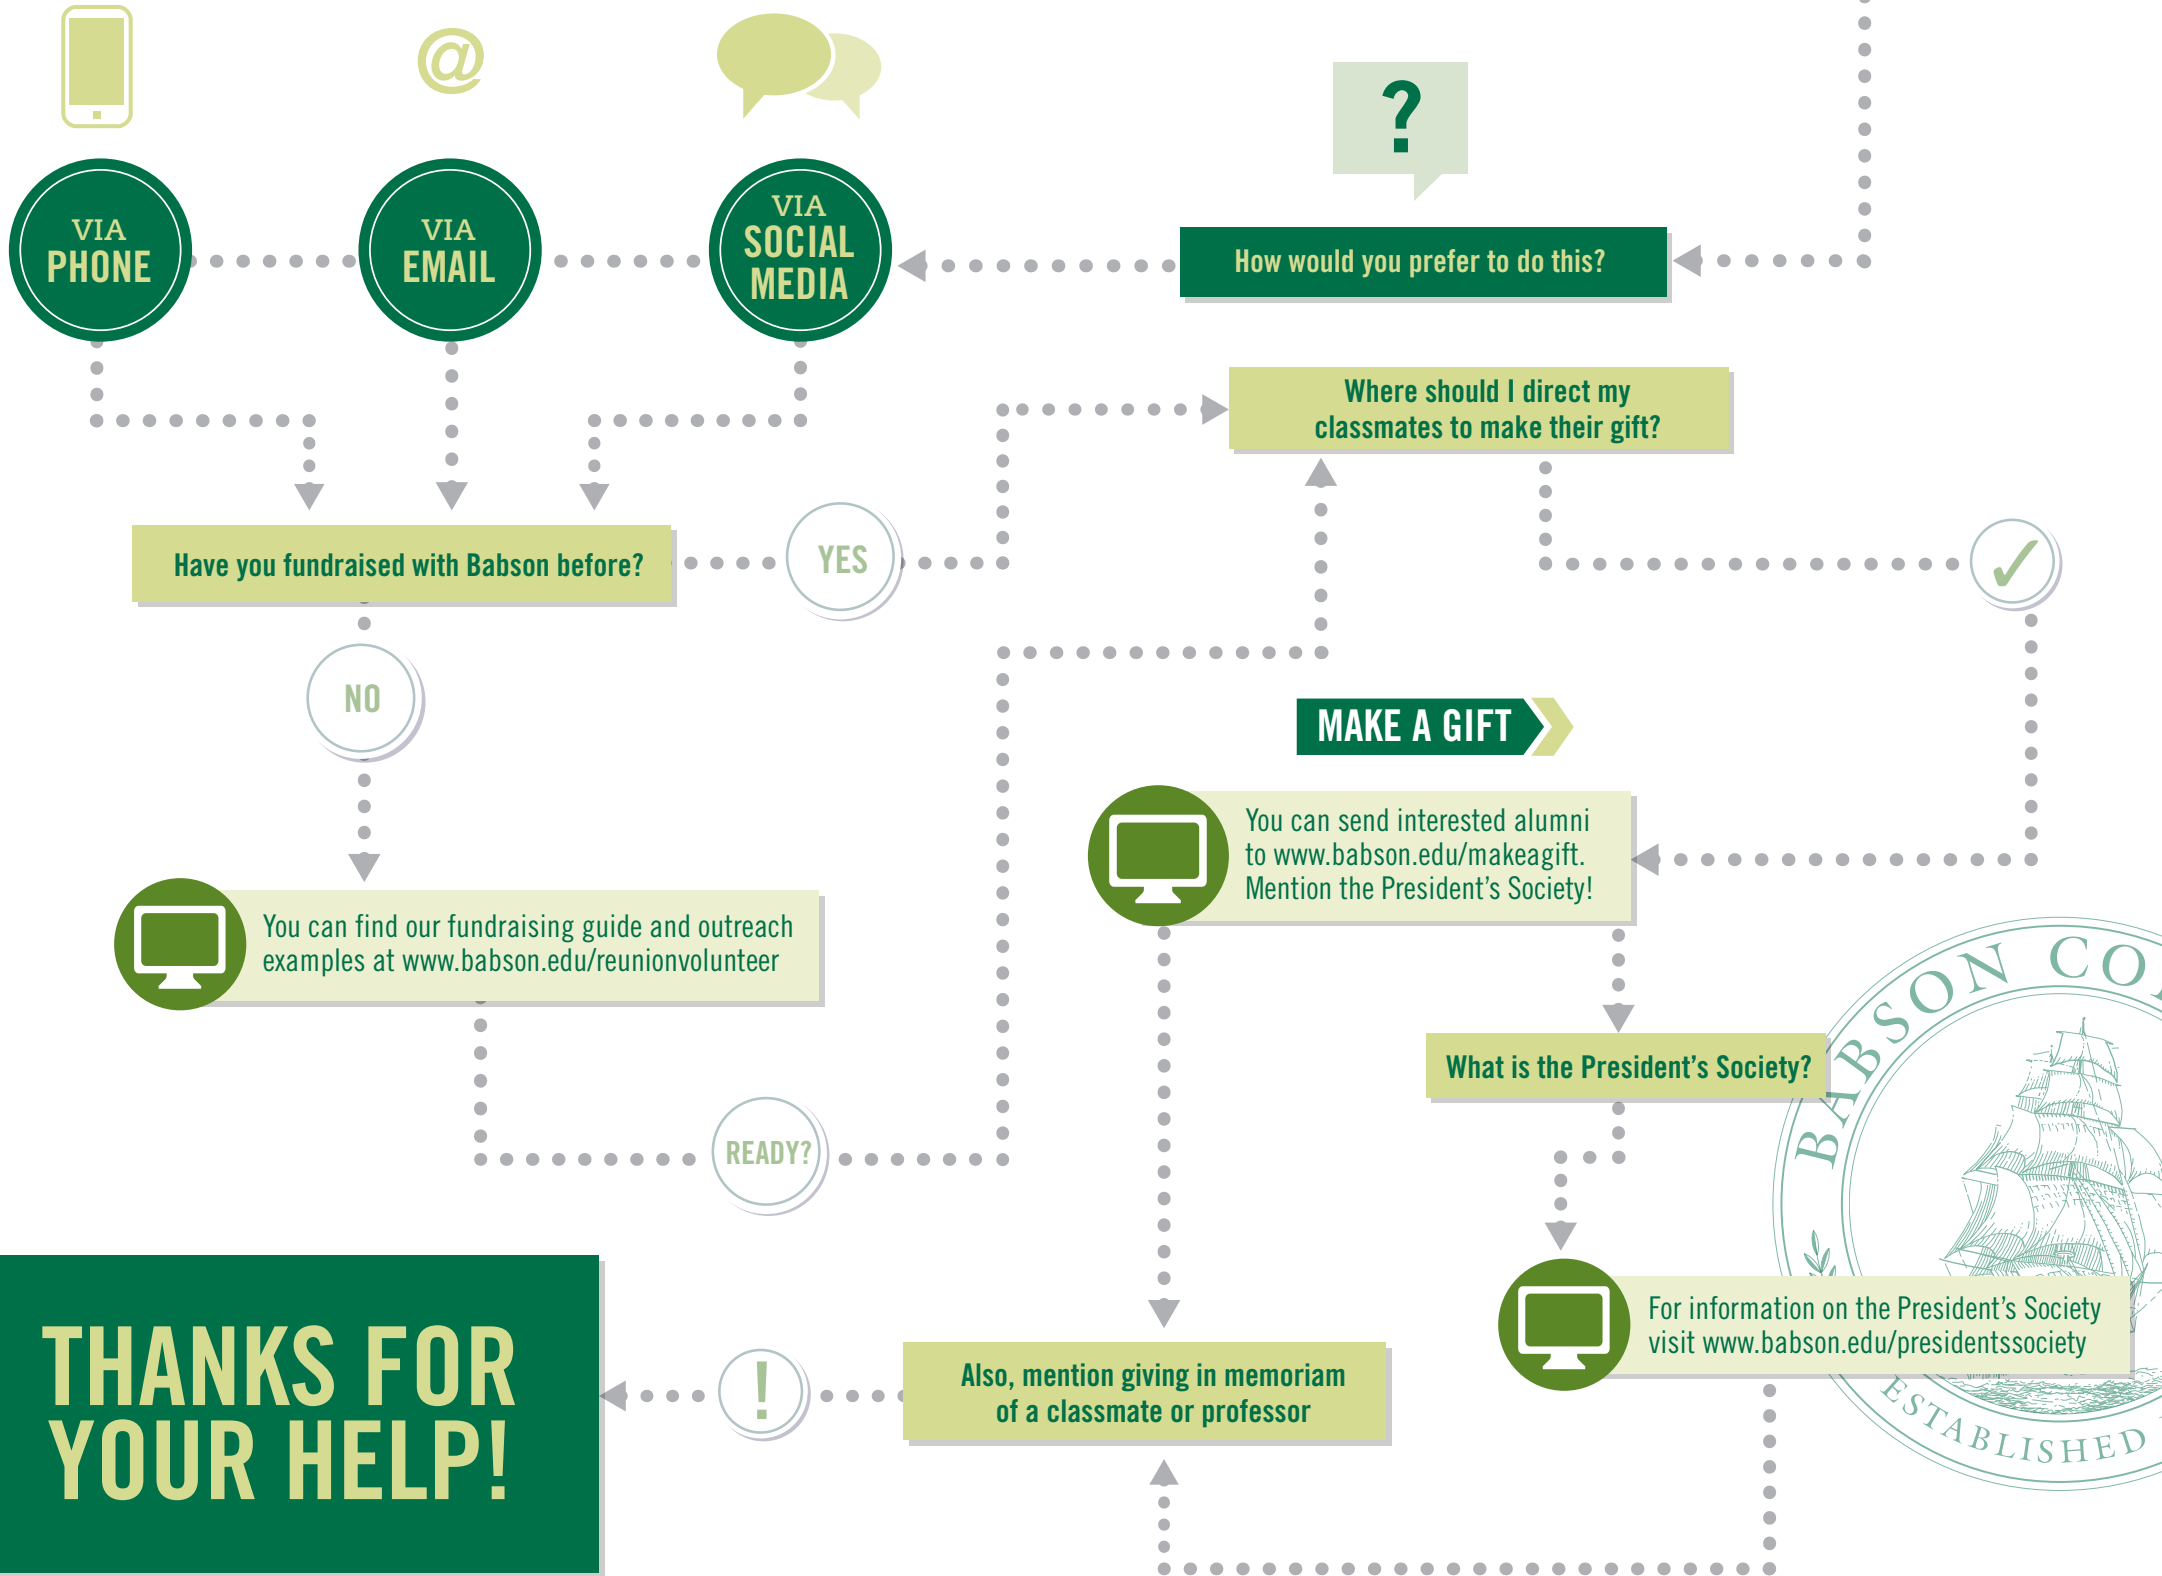 @
?
VIA
PHONE
VIA
EMAIL
VIA
SOCIAL
MEDIA
How would you prefer to do this?
Where should I direct my
classmates to make their gift?
Have you fundraised with Babson before?
YES
NO
MAKE A GIFT
You can send interested alumni
to www.babson.edu/makeagift.
Mention the President’s Society!
You can find our fundraising guide and outreach
examples at www.babson.edu/reunionvolunteer
What is the President’s Society?
READY?
For information on the President’s Society
visit www.babson.edu/presidentssociety
Also, mention giving in memoriam
of a classmate or professor
!
THANKS FOR
YOUR HELP!
BABSON CO
ESTABLISHED